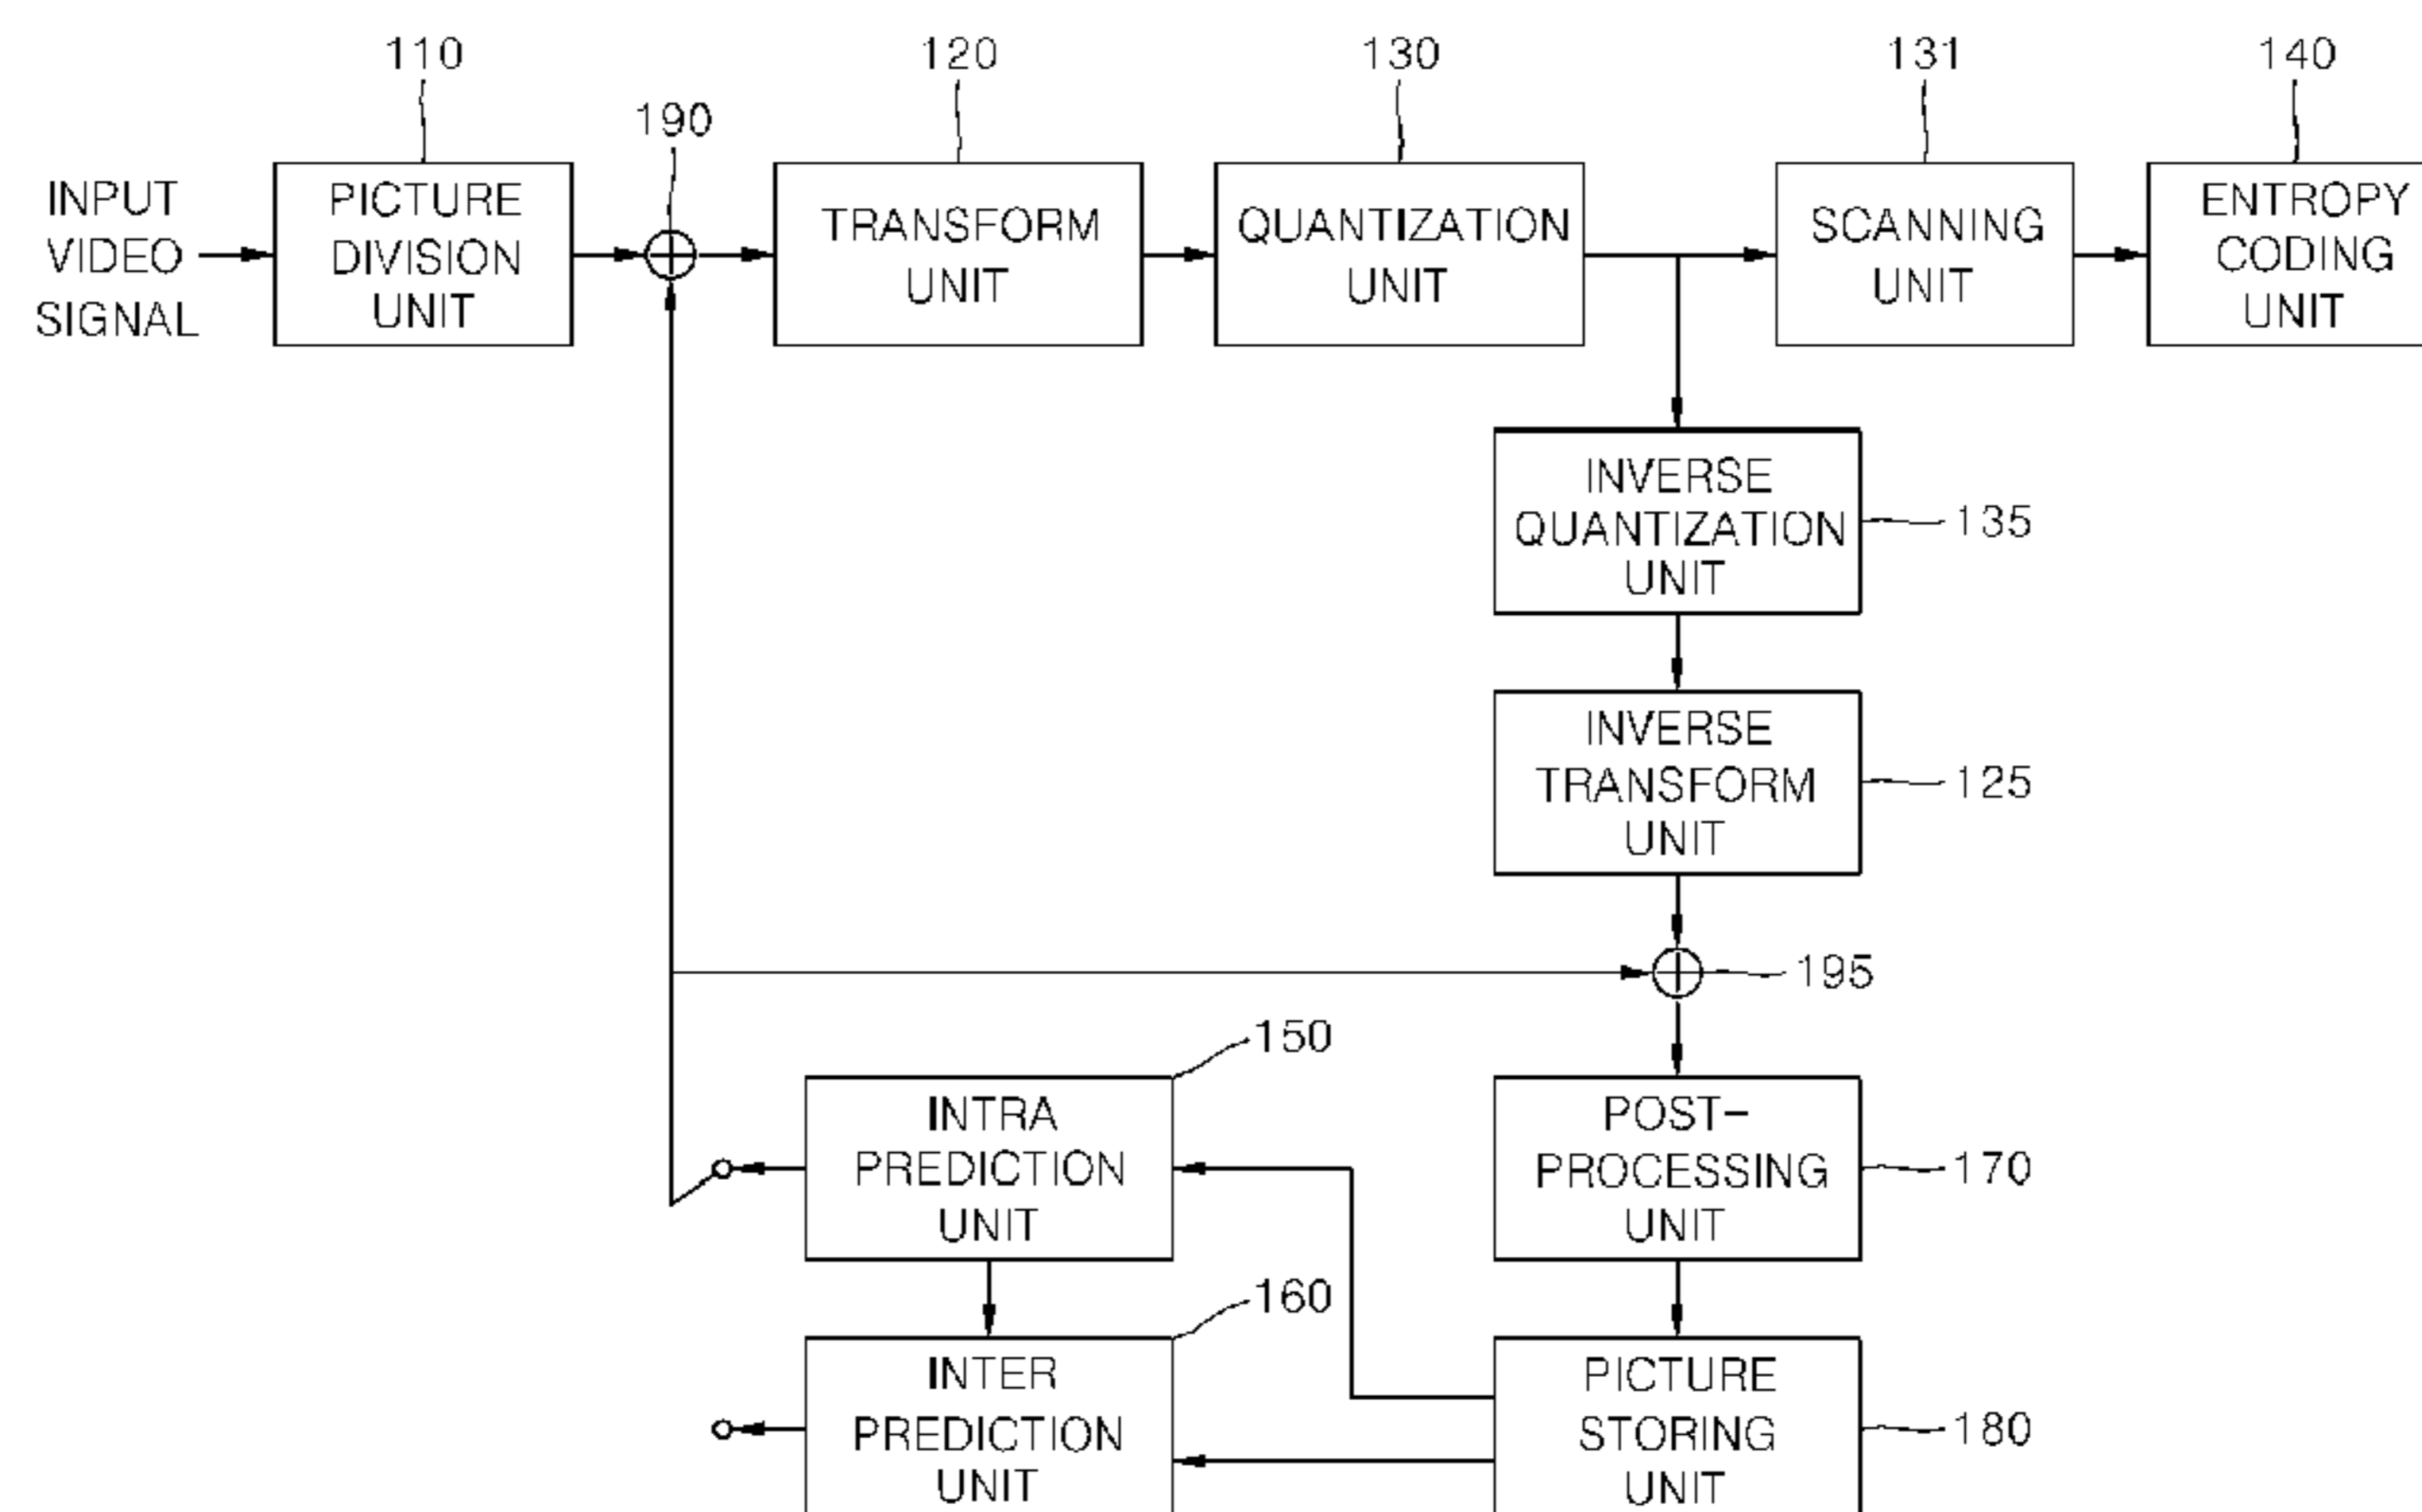 110
120
130
131
140
190
INPUT
VIDEO
SIGNAL
PICTURE
DIVISION
UNIT
TRANSFORM
UNIT
QUANTIZATION
UNIT
SCANNING
UNIT
ENTROPY
CODING
UNIT
INVERSE
QUANTIZATION
UNIT
135
INVERSE
TRANSFORM
UNIT
125
195
150
INTRA
PREDICTION
UNIT
POST-
PROCESSING
UNIT
170
160
INTER
PREDICTION
UNIT
PICTURE
STORING
UNIT
180